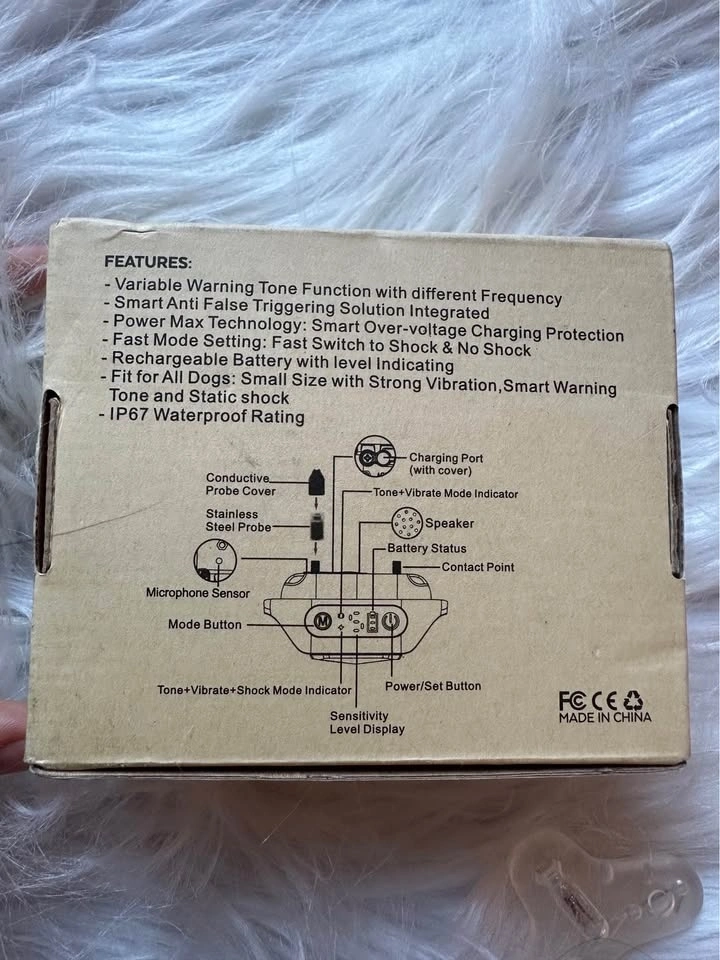 FEATURES:
- Variable Warning Tone Function with different Frequency
- Smart Anti False Triggering Solution Integrated
- Power Max Technology: Smart Over-voltage Charging Protection
- Fast Mode Setting: Fast Switch to Shock & No Shock
- Rechargeable Battery with level Indicating
- Fit for All Dogs: Small Size with Strong Vibration,Smart Warning
Tone and Static shock
- IP67 Waterproof Rating
Charging Port
(with cover)
Conductive
Probe Cover
Tone+Vibrate Mode Indicator
Stainless
Steel Probe
Speaker
Battery Status
Contact Point
Microphone Sensor
Mode Button
M
Tone+Vibrate+Shock Mode Indicator
Power/Set Button
Sensitivity
Level Display
FC CE
MADE IN CHINA